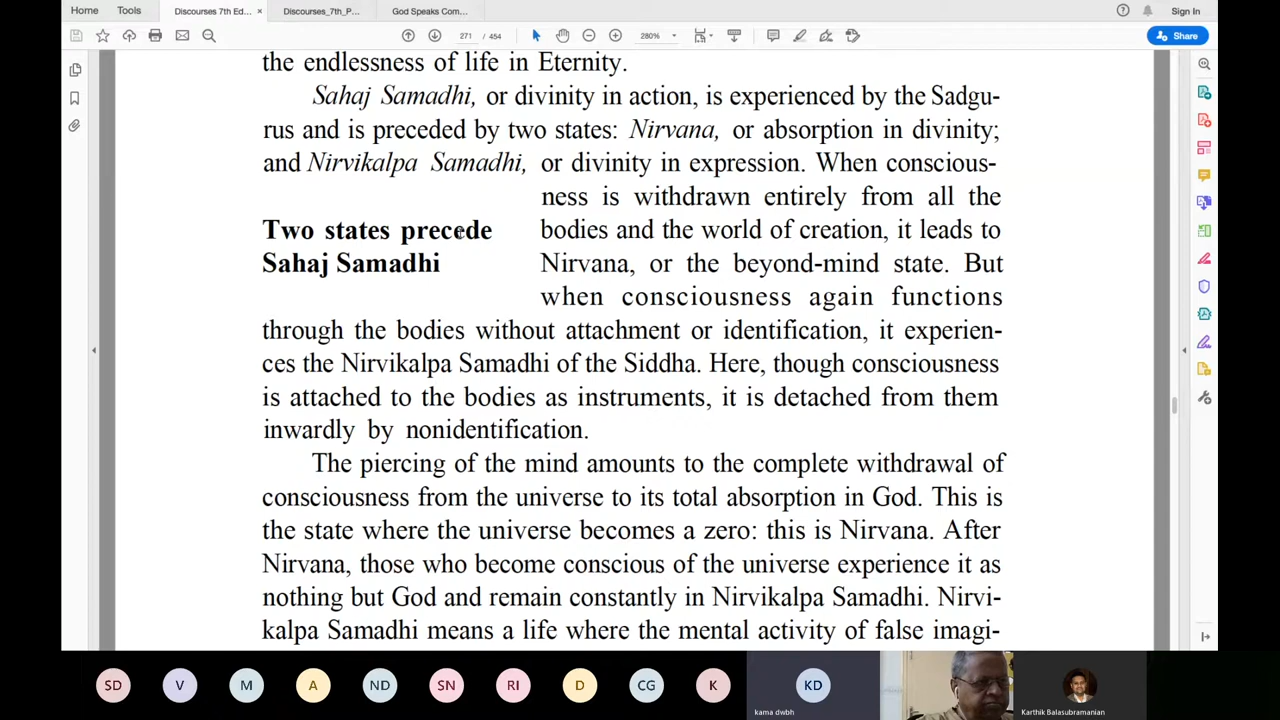 Home
Tools
Discourses 7th Ed...
×
Discourses_7th_P...
God Speaks Com...
?
Sign In
271 / 454
280%
Share
the endlessness of life in Eternity.
Sahaj Samadhi, or divinity in action, is experienced by the Sadgu-
rus and is preceded by two states: Nirvana, or absorption in divinity;
and Nirvikalpa Samadhi, or divinity in expression. When conscious-
ness is withdrawn entirely from all the
Two states precede
Sahaj Samadhi
bodies and the world of creation, it leads to
Nirvana, or the beyond-mind state. But
when consciousness again functions
through the bodies without attachment or identification, it experien-
ces the Nirvikalpa Samadhi of the Siddha. Here, though consciousness
is attached to the bodies as instruments, it is detached from them
inwardly by nonidentification.
The piercing of the mind amounts to the complete withdrawal of
consciousness from the universe to its total absorption in God. This is
the state where the universe becomes a zero: this is Nirvana. After
Nirvana, those who become conscious of the universe experience it as
nothing but God and remain constantly in Nirvikalpa Samadhi. Nirvi-
kalpa Samadhi means a life where the mental activity of false imagi-
SD
V
M
A
ND
SN
RI
D
CG
K
KD
kama dwbh
Karthik Balasubramanian